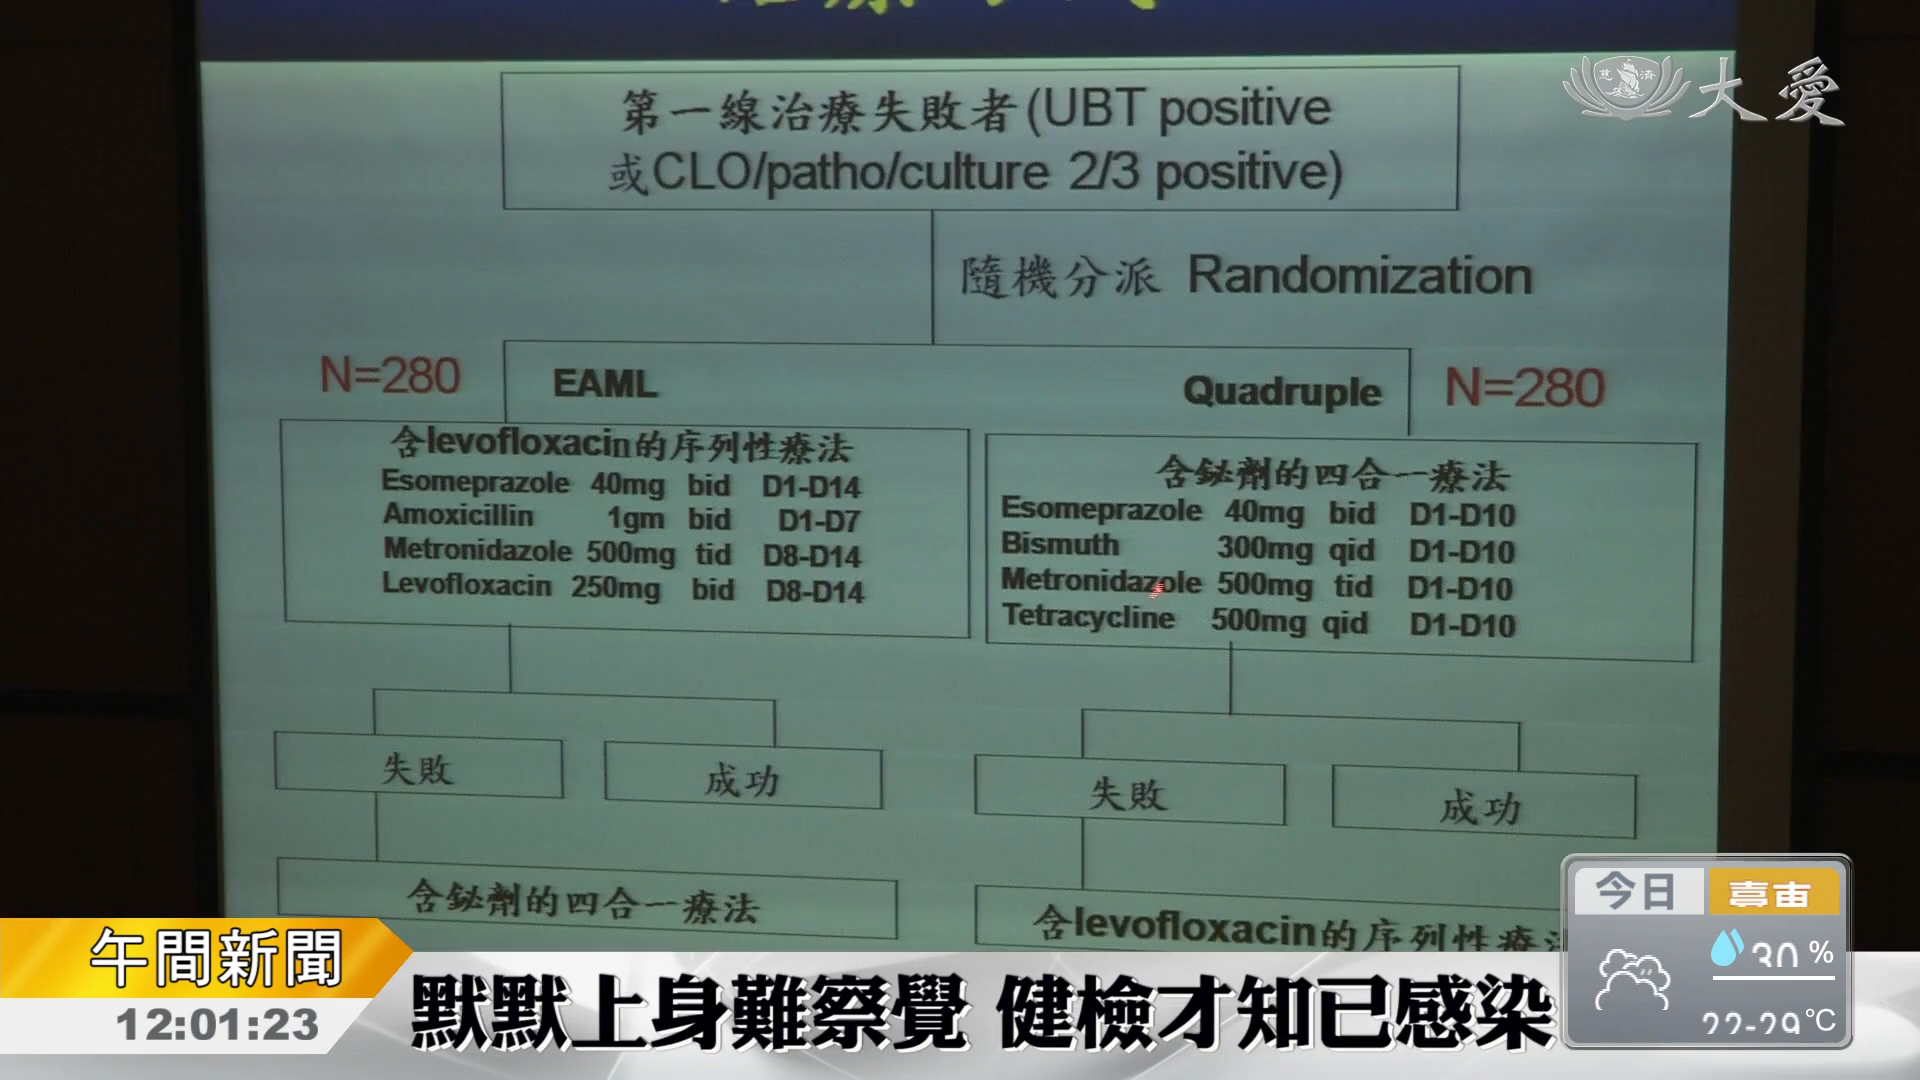 大愛
慈濟
第一線治療失敗者(UBT positive
或CLO/patho/culture 2/3 positive)
隨機分派 Randomization
N=280
EAML
Quadruple
N=280
含levofloxacin的序列性療法
Esomeprazole 40mg bid D1-D14
Amoxicillin 1gm bid D1-D7
Metronidazole 500mg tid D8-D14
Levofloxacin 250mg bid D8-D14
含鉍劑的四合一療法
Esomeprazole 40mg bid D1-D10
Bismuth 300mg qid D1-D10
Metronidazole 500mg tid D1-D10
Tetracycline 500mg qid D1-D10
失敗
成功
失敗
成功
含鉍劑的四合一療法
含levofloxacin的序列性療法
今日
30 %
22-29℃
午間新聞
12:01:23
默默上身難察覺 健檢才知已感染